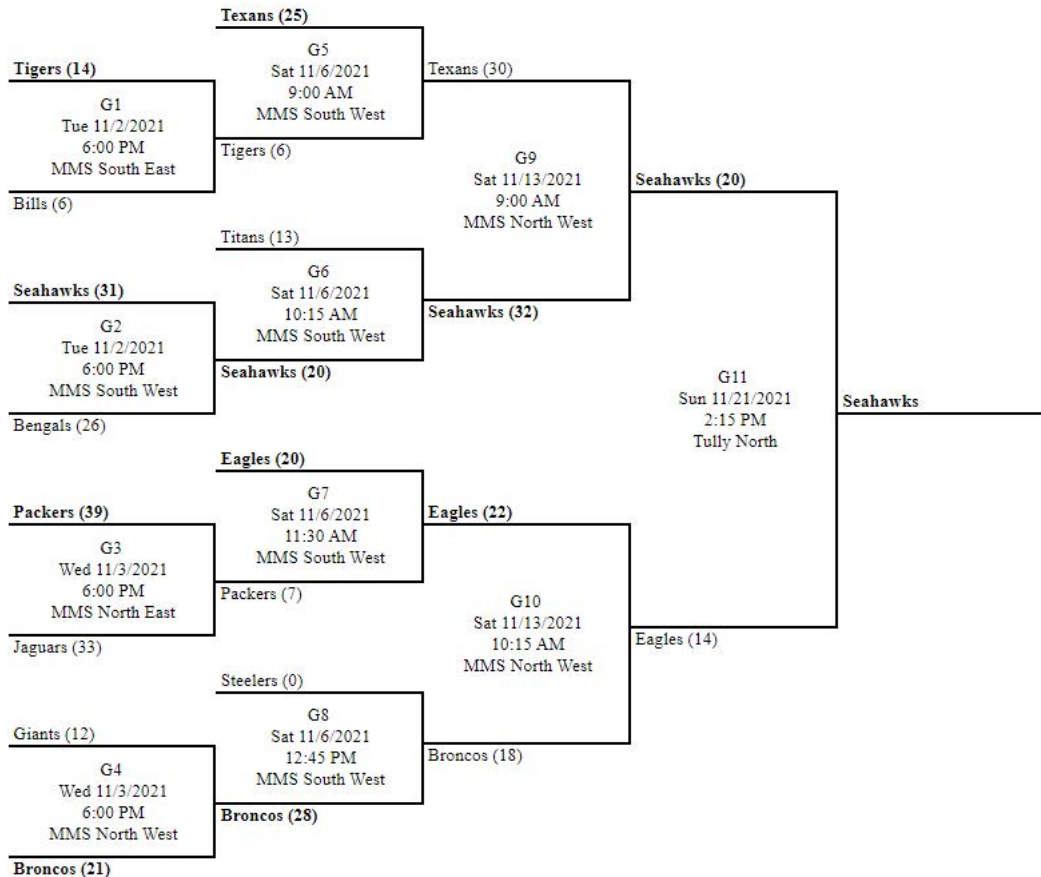 Texans (25)
G5
Sat 11/6/2021
9:00 AM
MMS South West
Tigers (6)
Tigers (14)
G1
Tue 11/2/2021
6:00 PM
MMS South East
Bills (6)
Texans (30)
G9
Sat 11/13/2021
9:00 AM
MMS North West
Seahawks (32)
Seahawks (20)
Titans (13)
G6
Sat 11/6/2021
10:15 AM
MMS South West
Seahawks (20)
Seahawks (31)
G2
Tue 11/2/2021
6:00 PM
MMS South West
Bengals (26)
G11
Sun 11/21/2021
2:15 PM
Tully North
Seahawks
Eagles (20)
G7
Sat 11/6/2021
11:30 AM
MMS South West
Packers (7)
Packers (39)
G3
Wed 11/3/2021
6:00 PM
MMS North East
Jaguars (33)
Eagles (22)
G10
Sat 11/13/2021
10:15 AM
MMS North West
Broncos (18)
Eagles (14)
Steelers (0)
G8
Sat 11/6/2021
12:45 PM
MMS South West
Broncos (28)
Giants (12)
G4
Wed 11/3/2021
6:00 PM
MMS North West
Broncos (21)